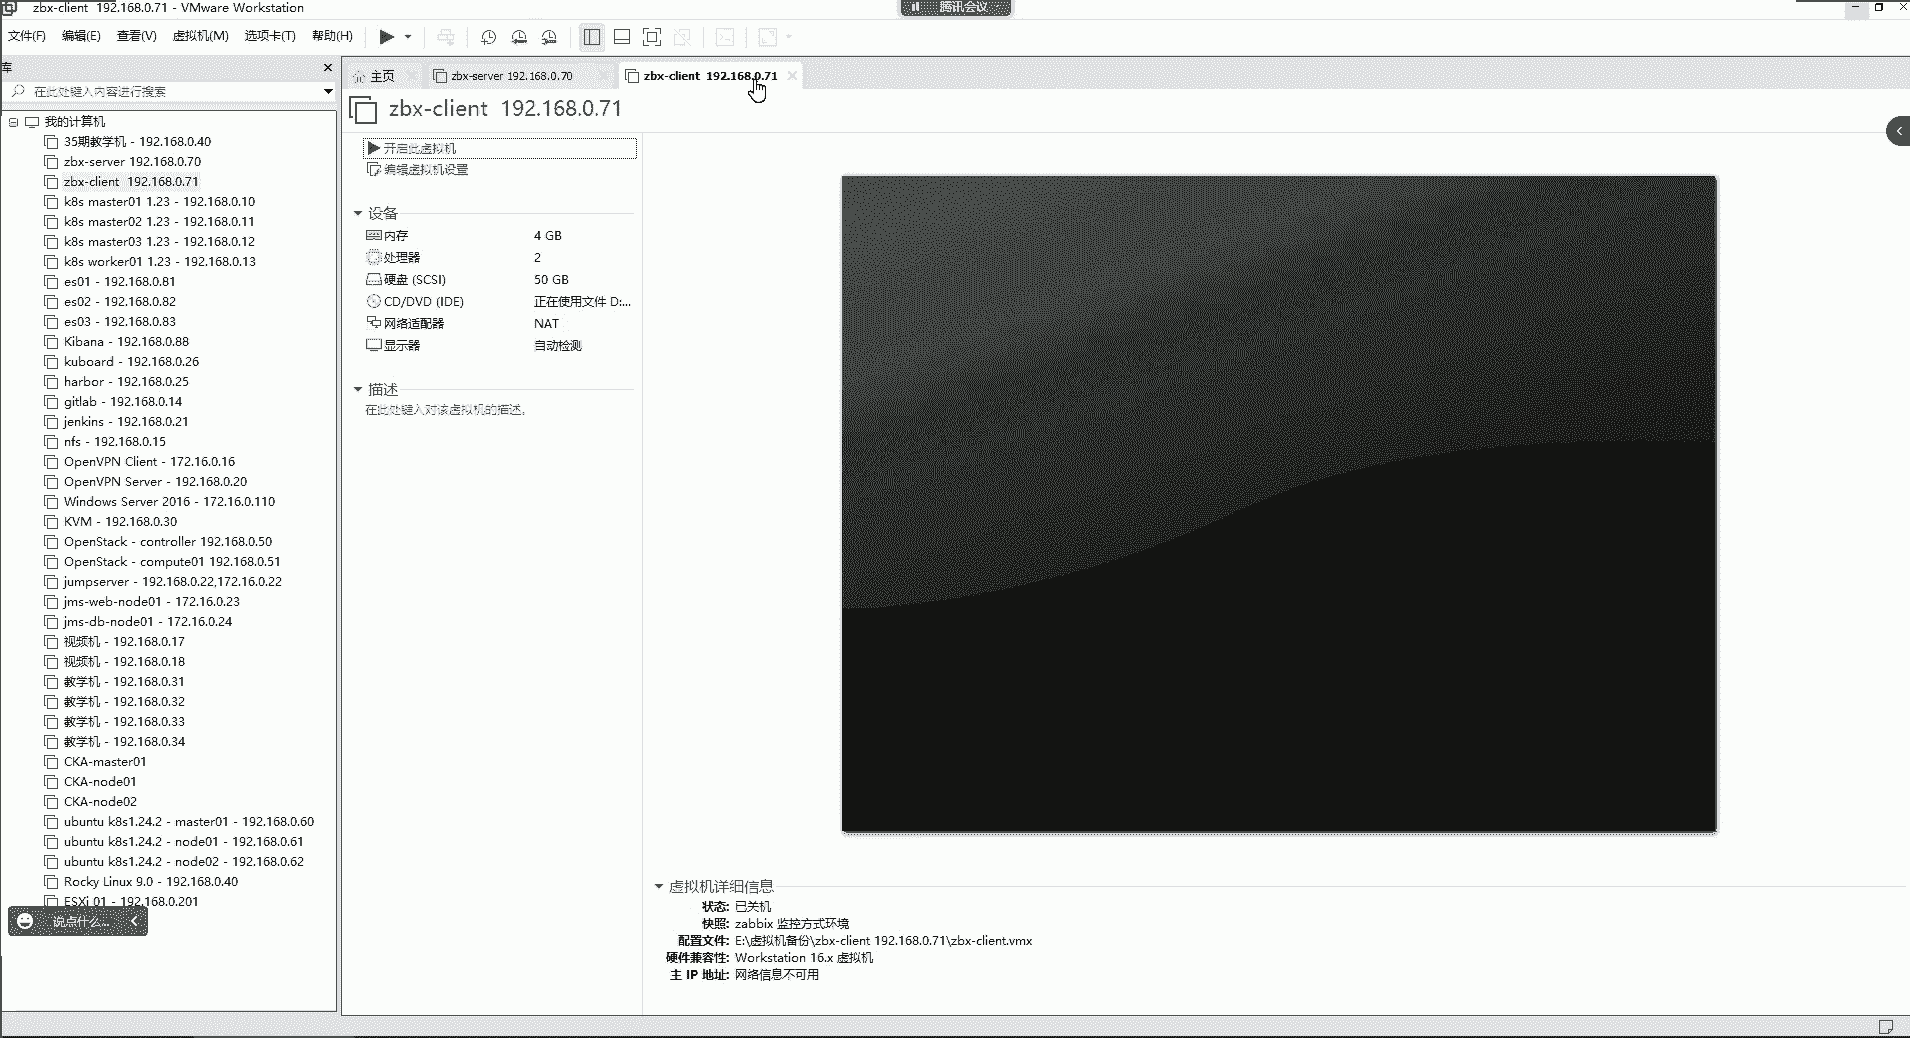 zbx-client 192.168.0.71 - VMware Workstation
腾讯会议
文件(F) 编辑(E) 查看(V) 虚拟机(M) 选项卡(T) 帮助(H)
库
在此处键入内容进行搜索
我的计算机
35期教学机 - 192.168.0.40
zbx-server 192.168.0.70
zbx-client 192.168.0.71
k8s master01 1.23 - 192.168.0.10
k8s master02 1.23 - 192.168.0.11
k8s master03 1.23 - 192.168.0.12
k8s worker01 1.23 - 192.168.0.13
es01 - 192.168.0.81
es02 - 192.168.0.82
es03 - 192.168.0.83
Kibana - 192.168.0.88
kuboard - 192.168.0.26
harbor - 192.168.0.25
gitlab - 192.168.0.14
jenkins - 192.168.0.21
nfs - 192.168.0.15
OpenVPN Client - 172.16.0.16
OpenVPN Server - 192.168.0.20
Windows Server 2016 - 172.16.0.110
KVM - 192.168.0.30
OpenStack - controller 192.168.0.50
OpenStack - compute01 192.168.0.51
jumpserver - 192.168.0.22,172.16.0.22
jms-web-node01 - 172.16.0.23
jms-db-node01 - 172.16.0.24
视频机 - 192.168.0.17
视频机 - 192.168.0.18
教学机 - 192.168.0.31
教学机 - 192.168.0.32
教学机 - 192.168.0.33
教学机 - 192.168.0.34
CKA-master01
CKA-node01
CKA-node02
ubuntu k8s1.24.2 - master01 - 192.168.0.60
ubuntu k8s1.24.2 - node01 - 192.168.0.61
ubuntu k8s1.24.2 - node02 - 192.168.0.62
Rocky Linux 9.0 - 192.168.0.40
ESXi 01 - 192.168.0.201
说点什么...
主页 zbx-server 192.168.0.70 zbx-client 192.168.0.71
zbx-client 192.168.0.71
开启此虚拟机
编辑虚拟机设置
设备
内存 4 GB
处理器 2
硬盘 (SCSI) 50 GB
CD/DVD (IDE) 正在使用文件 D:...
网络适配器 NAT
显示器 自动检测
描述
在此处键入对该虚拟机的描述。
虚拟机详细信息
状态: 已关机
快照: zabbix 监控方式环境
配置文件: E:\虚拟机备份\zbx-client 192.168.0.71\zbx-client.vmx
硬件兼容性: Workstation 16.x 虚拟机
主 IP 地址: 网络信息不可用